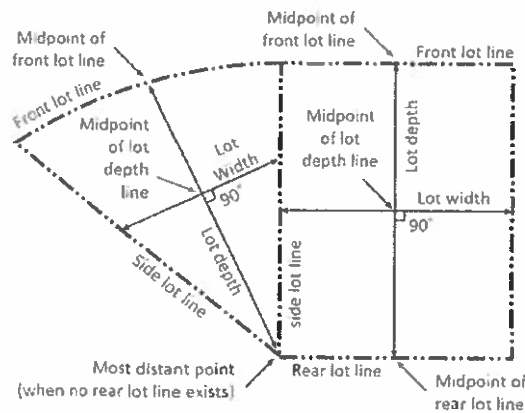 Midpoint of
front lot line
Midpoint of
front lot line
Front lot line
Front lot line
Midpoint
of lot
depth
line
Lot
Width
90°
Lot depth
Side lot line
Midpoint
of lot
depth line
Lot depth
Lot width
90°
side lot line
Most distant point
(when no rear lot line exists)
Rear lot line
Midpoint of
rear lot line